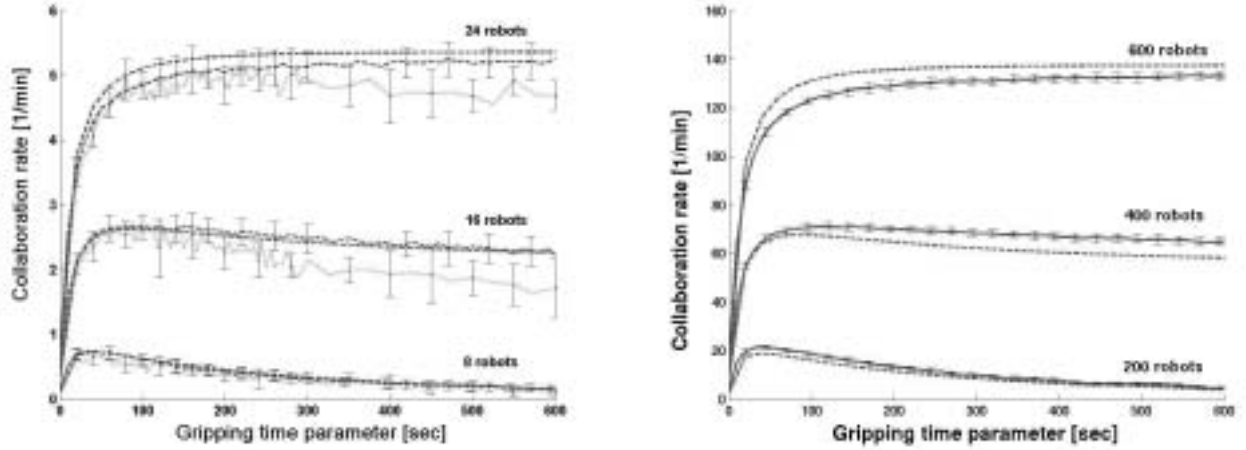 6
5
4
3
2
1
0
Collaboration rate [1/min]
24 robots
16 robots
8 robots
0 100 200 300 400 500 600
Gripping time parameter [sec]
160
140
120
100
80
60
40
20
0
Collaboration rate [1/min]
600 robots
400 robots
200 robots
0 100 200 300 400 500 600
Gripping time parameter [sec]